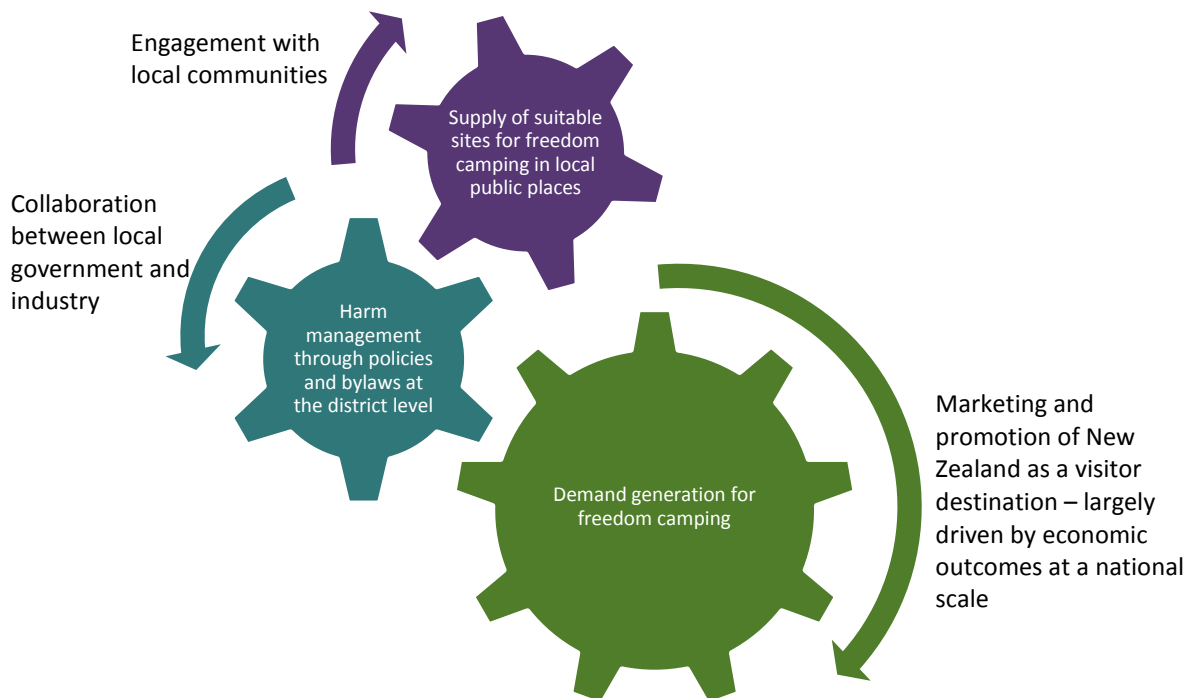 Engagement with
local communities
Supply of suitable
sites for freedom
camping in local
public places
Collaboration
between local
government and
industry
Harm
management
through policies
and bylaws at
the district level
Demand generation for
freedom camping
Marketing and
promotion of New
Zealand as a visitor
destination – largely
driven by economic
outcomes at a national
scale